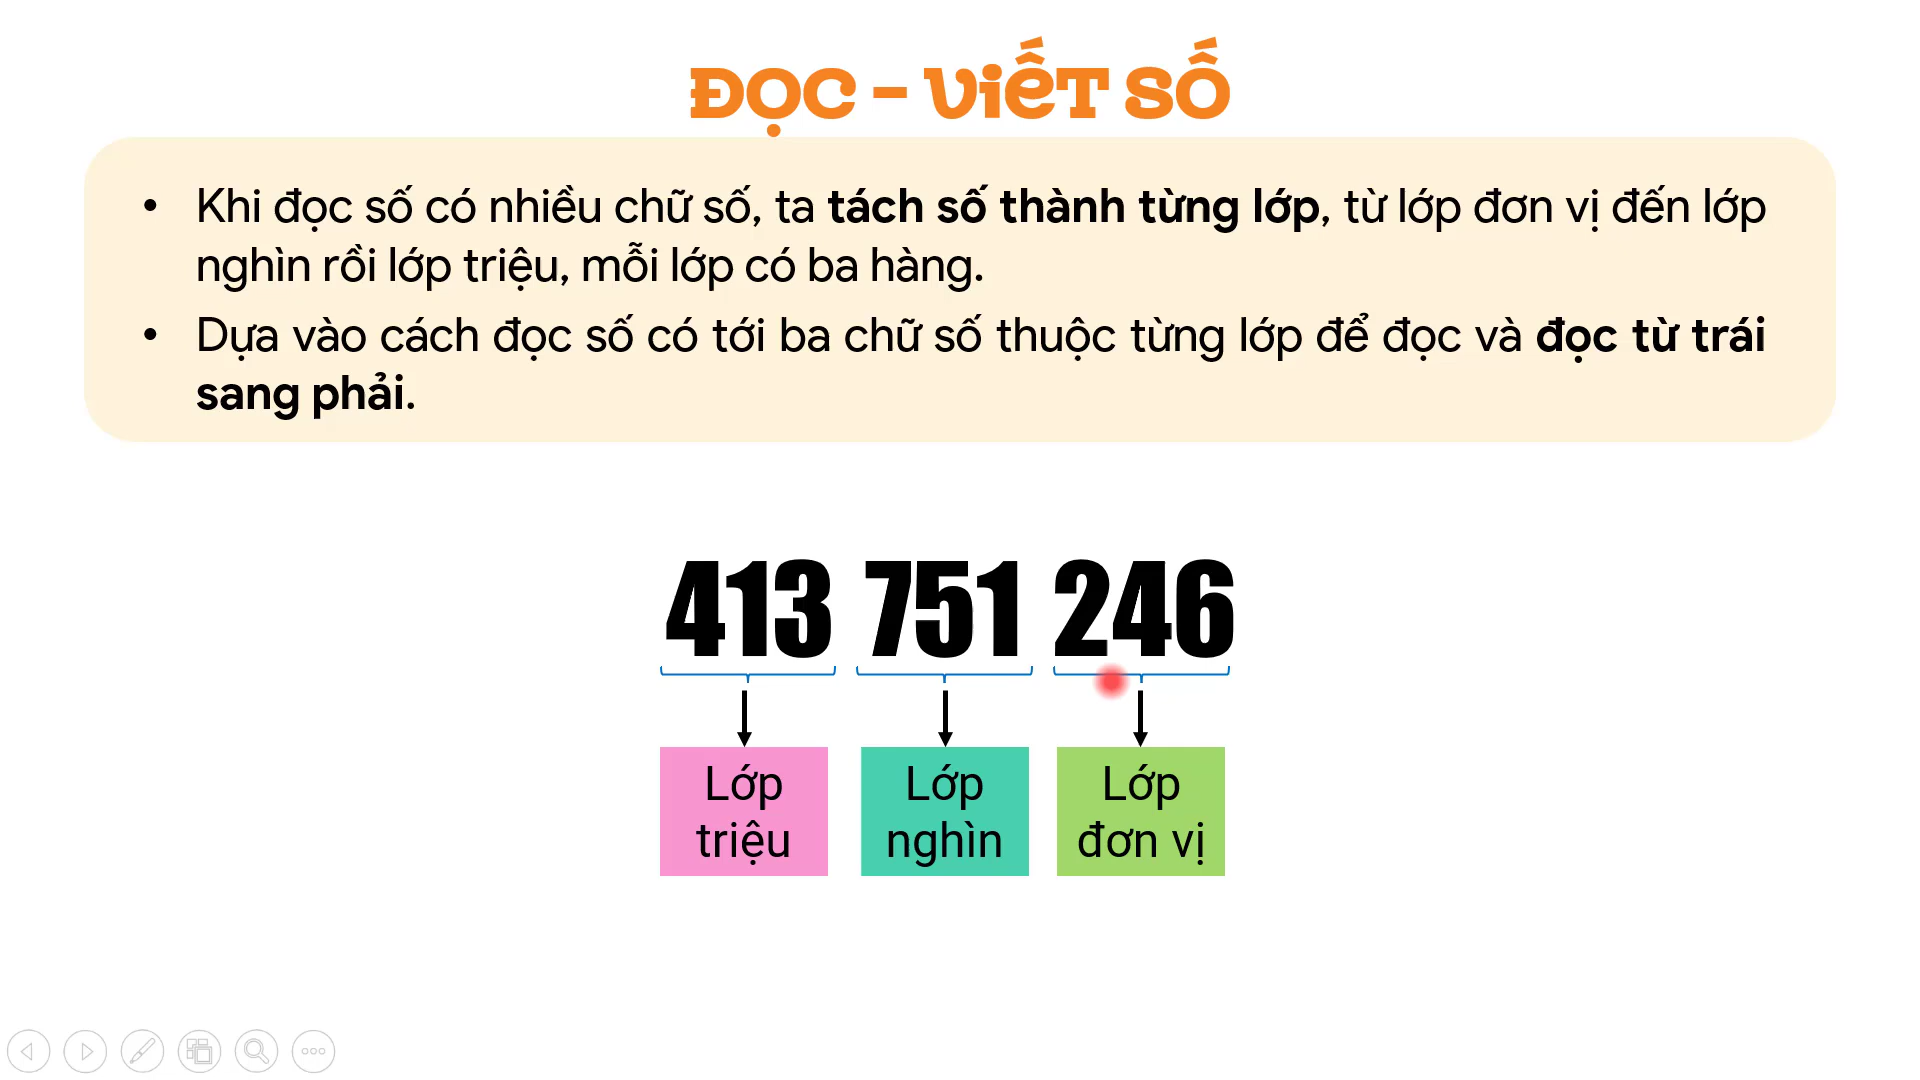 ĐỌC - ViẾT SỐ
• Khi đọc số có nhiều chữ số, ta tách số thành từng lớp, từ lớp đơn vị đến lớp
nghìn rồi lớp triệu, mỗi lớp có ba hàng.
• Dựa vào cách đọc số có tới ba chữ số thuộc từng lớp để đọc và đọc từ trái
sang phải.
413 751 246
Lớp
triệu
Lớp
nghìn
Lớp
đơn vị